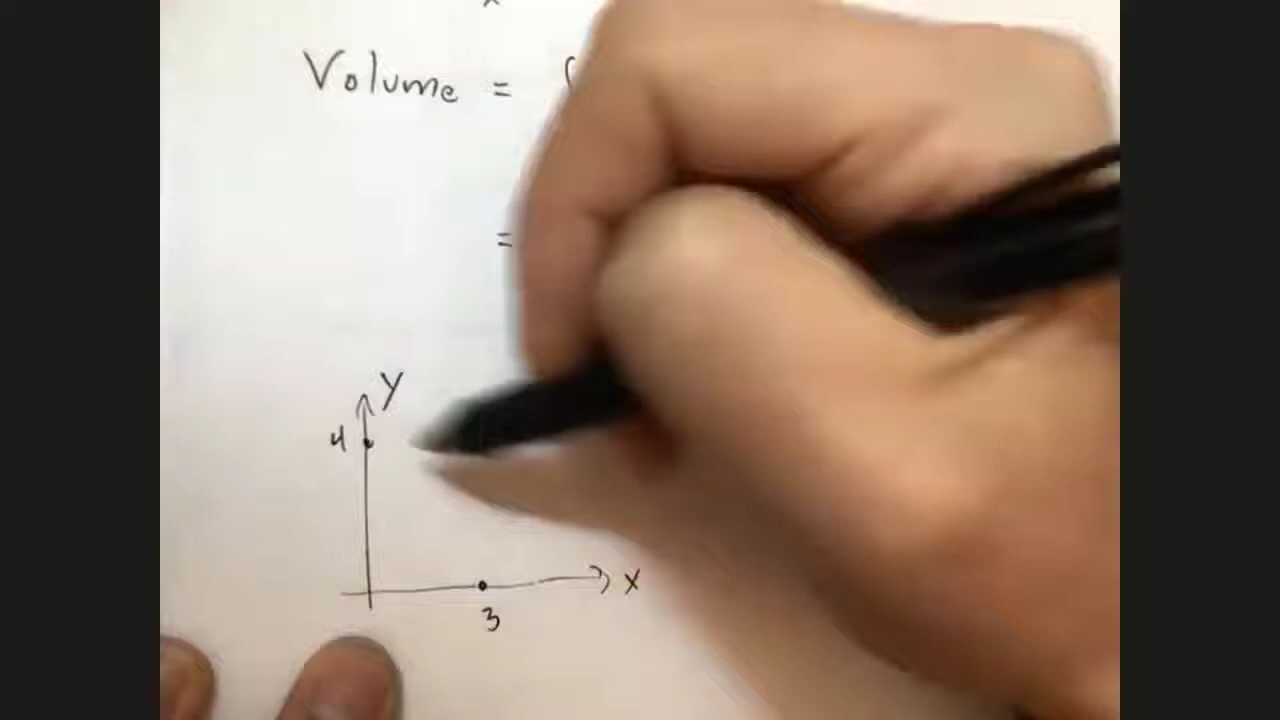 Volume =
=
y
4
x
3